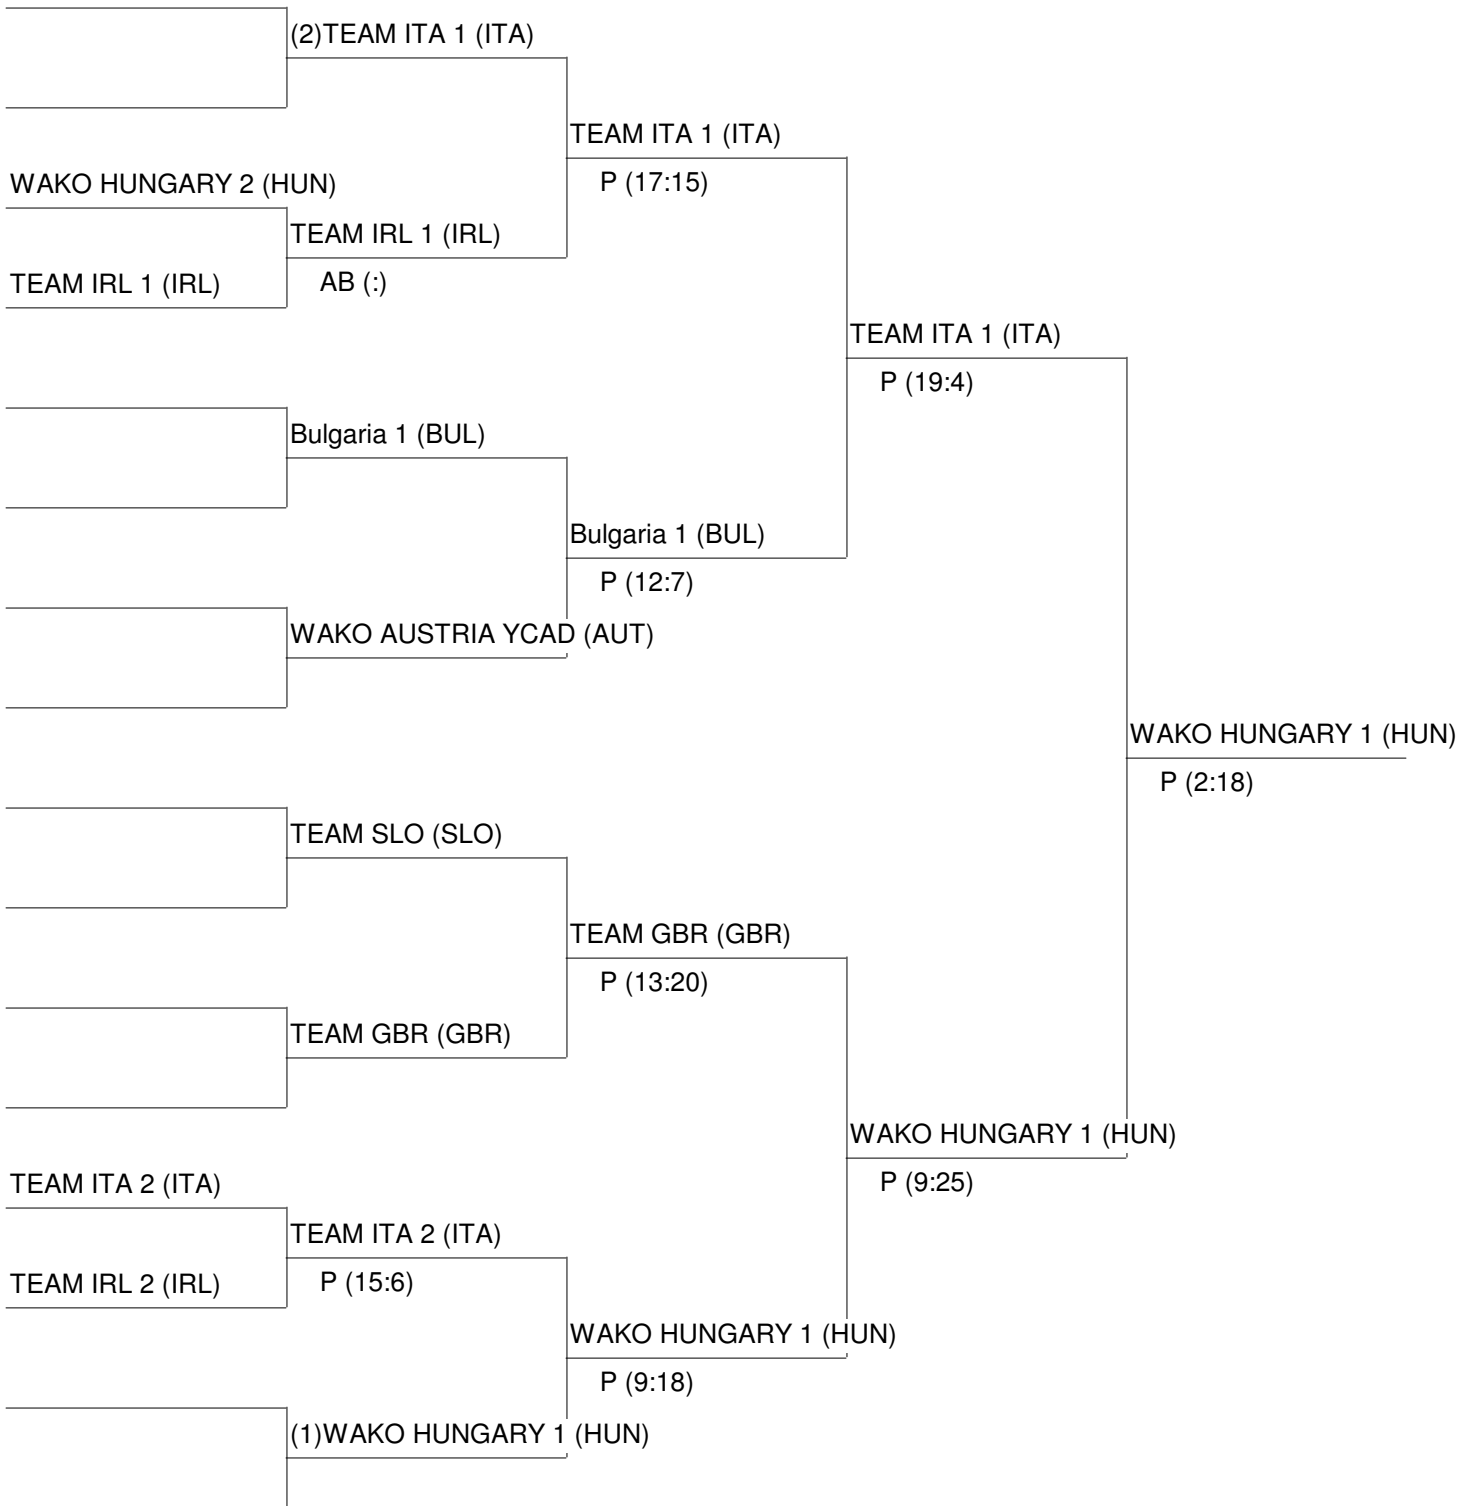 (2)TEAM ITA 1 (ITA)
TEAM ITA 1 (ITA)
P (17:15)
WAKO HUNGARY 2 (HUN)
TEAM IRL 1 (IRL)
TEAM IRL 1 (IRL)
AB (:)
TEAM ITA 1 (ITA)
P (19:4)
Bulgaria 1 (BUL)
Bulgaria 1 (BUL)
P (12:7)
WAKO AUSTRIA YCAD (AUT)
WAKO HUNGARY 1 (HUN)
P (2:18)
TEAM SLO (SLO)
TEAM GBR (GBR)
P (13:20)
TEAM GBR (GBR)
WAKO HUNGARY 1 (HUN)
P (9:25)
TEAM ITA 2 (ITA)
TEAM ITA 2 (ITA)
TEAM IRL 2 (IRL)
P (15:6)
WAKO HUNGARY 1 (HUN)
P (9:18)
(1)WAKO HUNGARY 1 (HUN)